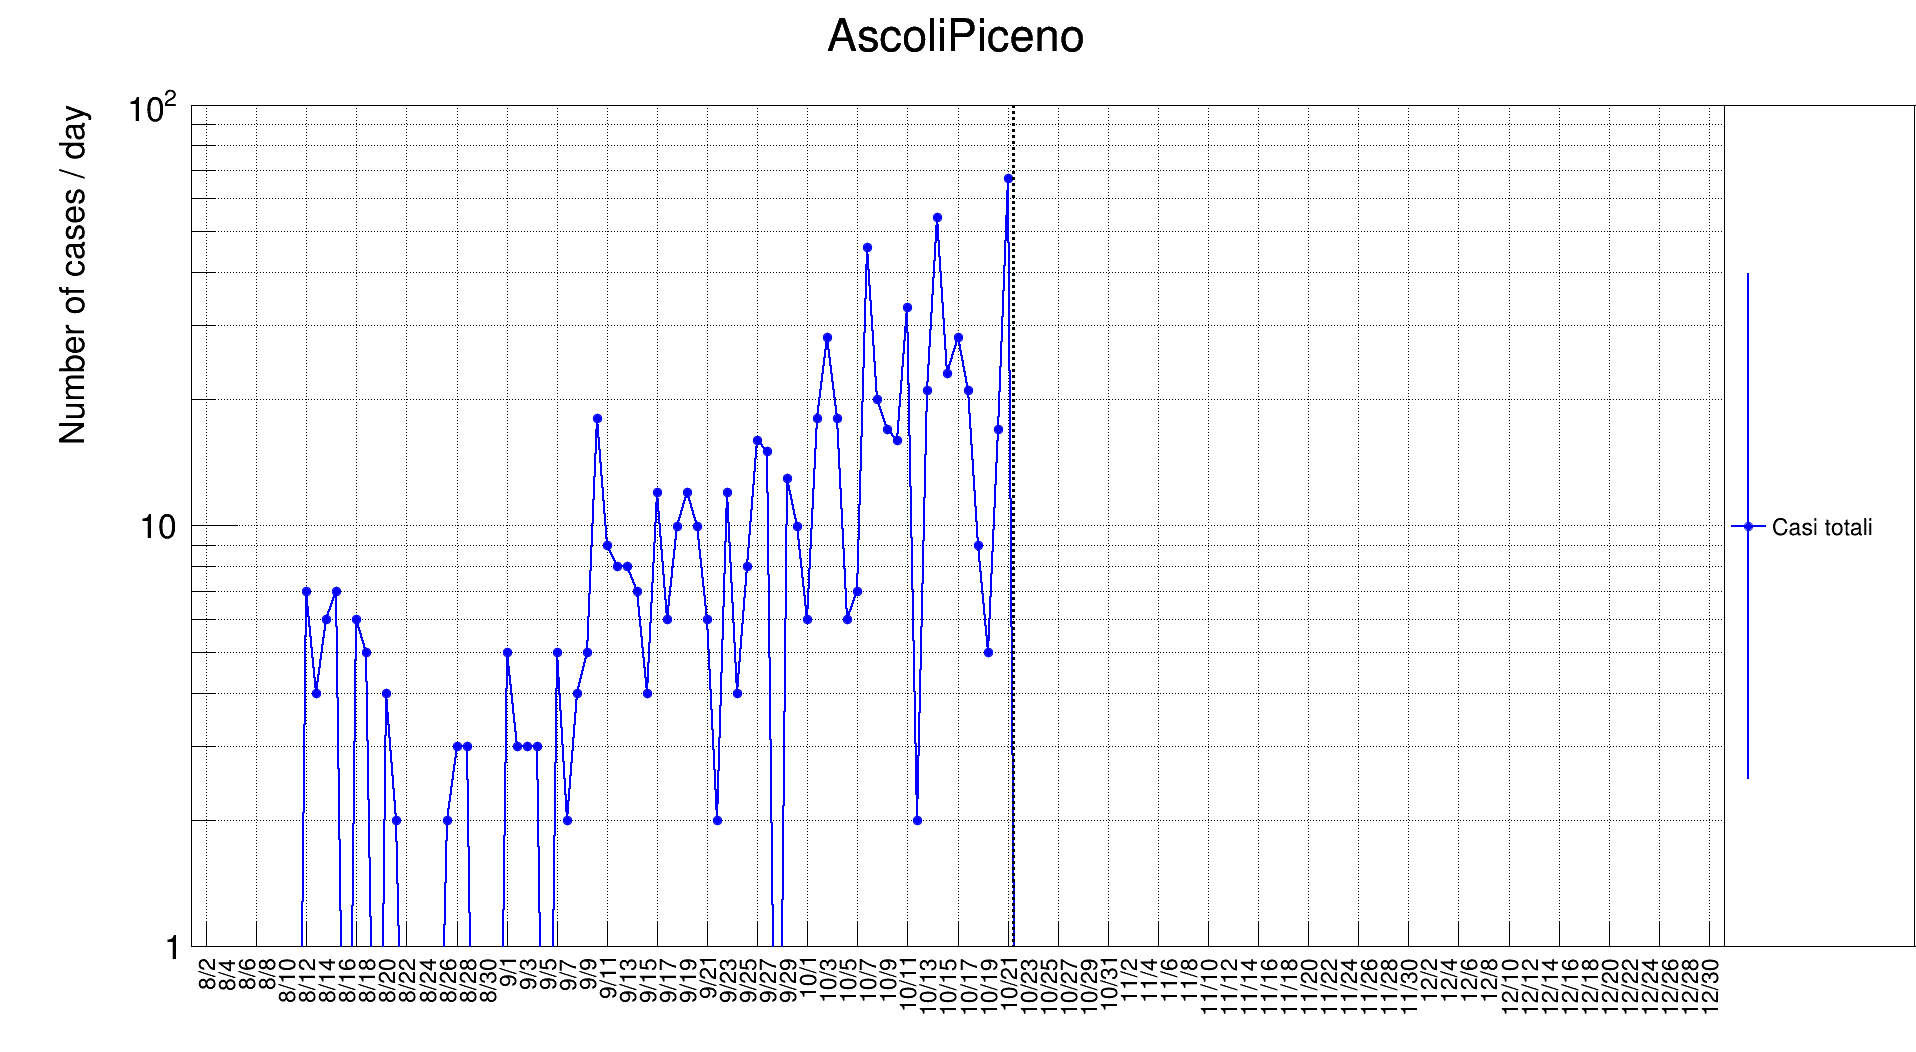 AscoliPiceno
Number of cases / day
10²
10
1
8/2 8/4 8/6 8/8 8/10 8/12 8/14 8/16 8/18 8/20 8/22 8/24 8/26 8/28 8/30 9/1 9/3 9/5 9/7 9/9 9/11 9/13 9/15 9/17 9/19 9/21 9/23 9/25 9/27 9/29 10/1 10/3 10/5 10/7 10/9 10/11 10/13 10/15 10/17 10/19 10/21 10/23 10/25 10/27 10/29 10/31 11/2 11/4 11/6 11/8 11/10 11/12 11/14 11/16 11/18 11/20 11/22 11/24 11/26 11/28 11/30 12/2 12/4 12/6 12/8 12/10 12/12 12/14 12/16 12/18 12/20 12/22 12/24 12/26 12/28 12/30
Casi totali